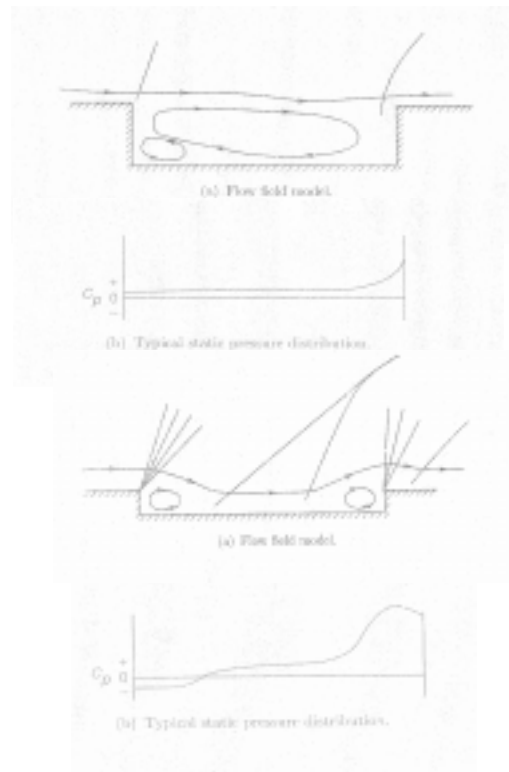 (a) Flow field model.
+
Cp 0
−
(b) Typical static pressure distribution.
(a) Flow field model.
+
Cp 0
−
(b) Typical static pressure distribution.